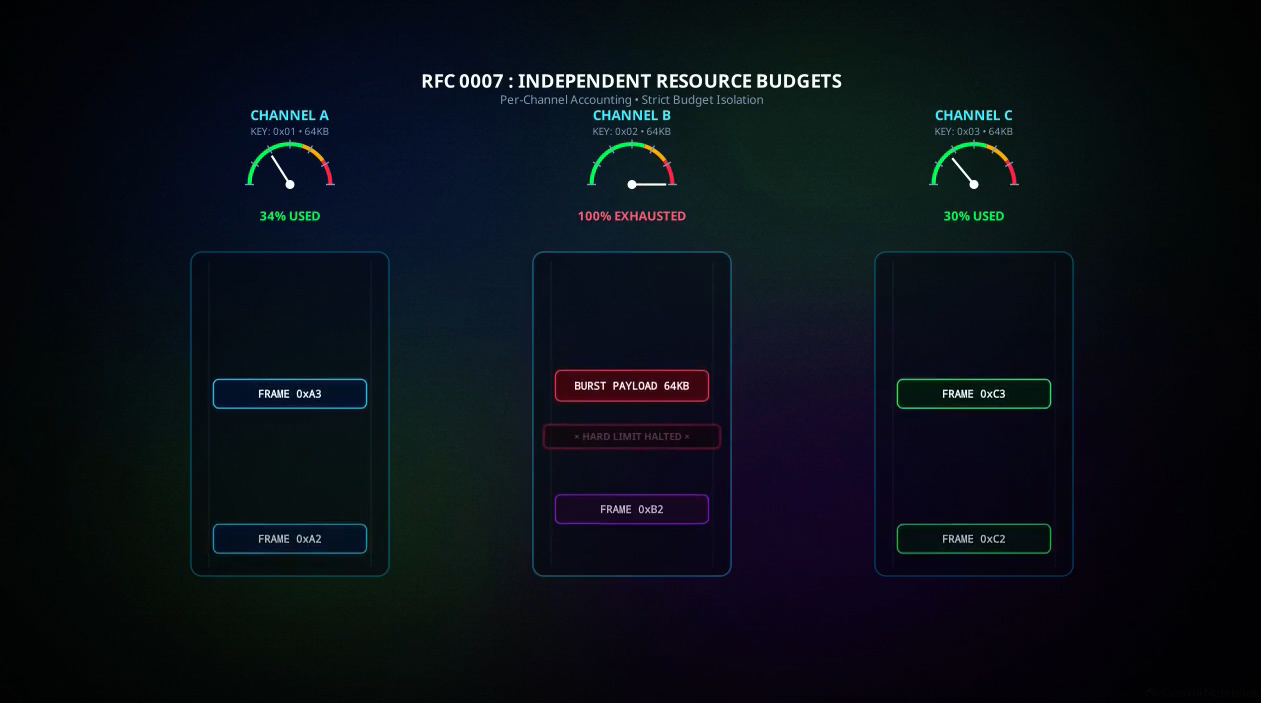 RFC 0007 : INDEPENDENT RESOURCE BUDGETS
Per-Channel Accounting • Strict Budget Isolation
CHANNEL A
KEY: 0x01 • 64KB
34% USED
FRAME 0xA3
FRAME 0xA2
CHANNEL B
KEY: 0x02 • 64KB
100% EXHAUSTED
BURST PAYLOAD 64KB
× HARD LIMIT HALTED ×
FRAME 0xB2
CHANNEL C
KEY: 0x03 • 64KB
30% USED
FRAME 0xC3
FRAME 0xC2